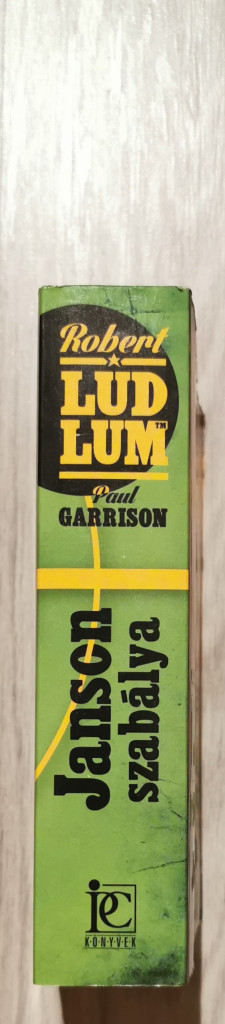 Robert
LUD
LUM™
Paul
GARRISON
Janson
szabálya
I.P.C.
KÖNYVEK